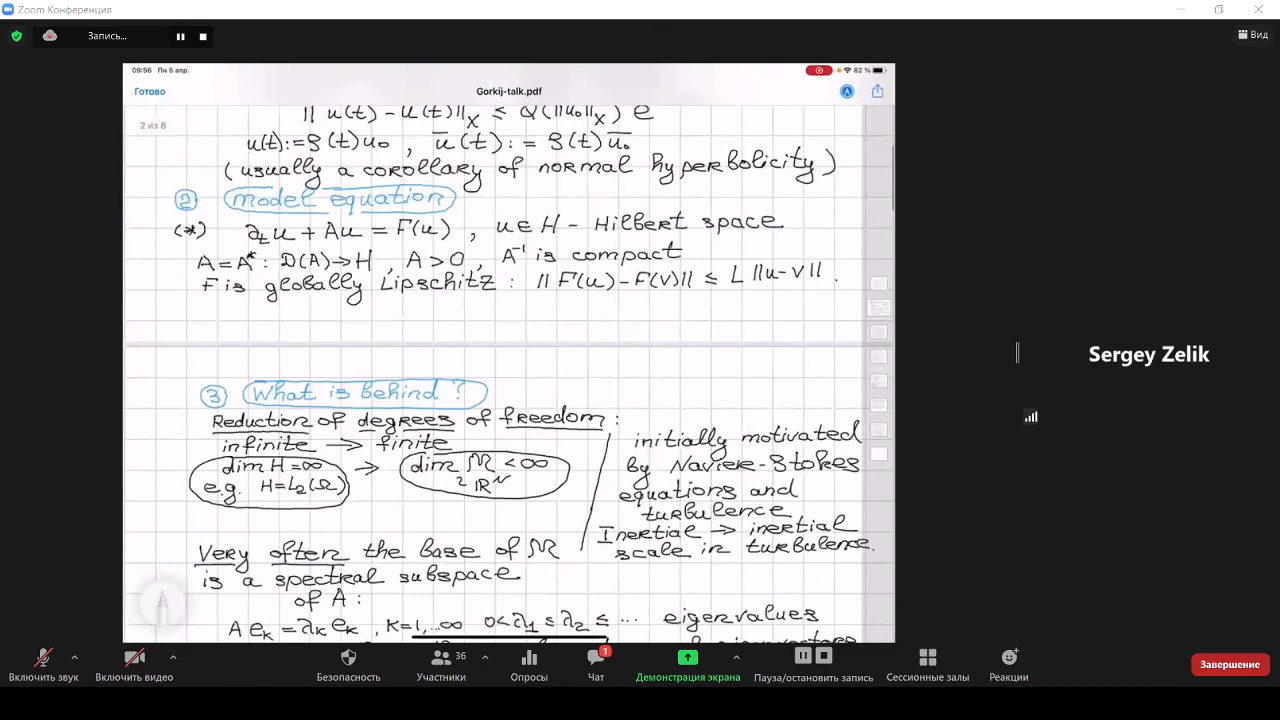 Zoom Конференция
Запись...
Вид
09:56 Пн 5 апр.
82 %
Готово
Gorkij-talk.pdf
2 из 8
‖ u(t) - ū(t)‖_X ≤ Q(‖u₀‖_X) e
u(t):= S(t)u₀ , ū(t) := S(t)ū₀
(usually a corollary of normal hyperbolicity)
② model equation
(*) ∂ₜu + Au = F(u) , u ∈ H - Hilbert space
A = A* : D(A) → H , A > 0 , A⁻¹ is compact
F is globally Lipschitz : ‖F(u) - F(v)‖ ≤ L ‖u-v‖ .
③ What is behind ?
Reduction of degrees of freedom :
infinite → finite
dim H = ∞ → dim M < ∞
e.g. H = L₂(Ω)
ℝᴺ
initially motivated
by Navier-Stokes
equations and
turbulence
Inertial → inertial
scale in turbulence.
Very often the base of M
is a spectral subspace
of A :
A eₖ = λₖ eₖ , k = 1,...∞ 0 < λ₁ ≤ λ₂ ≤ ... eigenvalues
Sergey Zelik
Включить звук
Включить видео
Безопасность
36
Участники
Опросы
1
Чат
Демонстрация экрана
Пауза/остановить запись
Сессионные залы
Реакции
Завершение